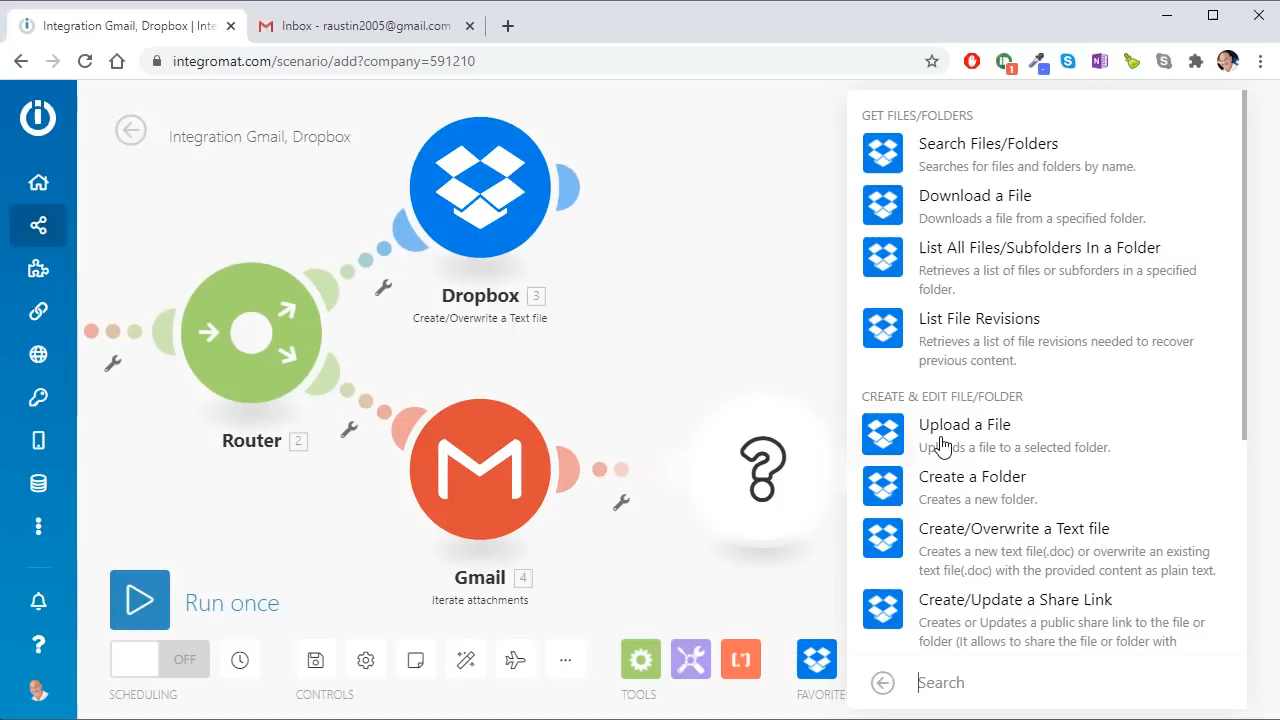 Integration Gmail, Dropbox | Inte
Inbox - raustin2005@gmail.com
integromat.com/scenario/add?company=591210
1
Integration Gmail, Dropbox
Dropbox 3
Create/Overwrite a Text file
Router 2
Gmail 4
Iterate attachments
?
Run once
OFF
SCHEDULING
CONTROLS
TOOLS
FAVORITE
GET FILES/FOLDERS
Search Files/Folders
Searches for files and folders by name.
Download a File
Downloads a file from a specified folder.
List All Files/Subfolders In a Folder
Retrieves a list of files or subforders in a specified
folder.
List File Revisions
Retrieves a list of file revisions needed to recover
previous content.
CREATE & EDIT FILE/FOLDER
Upload a File
Uploads a file to a selected folder.
Create a Folder
Creates a new folder.
Create/Overwrite a Text file
Creates a new text file(.doc) or overwrite an existing
text file(.doc) with the provided content as plain text.
Create/Update a Share Link
Creates or Updates a public share link to the file or
folder (It allows to share the file or folder with
Search